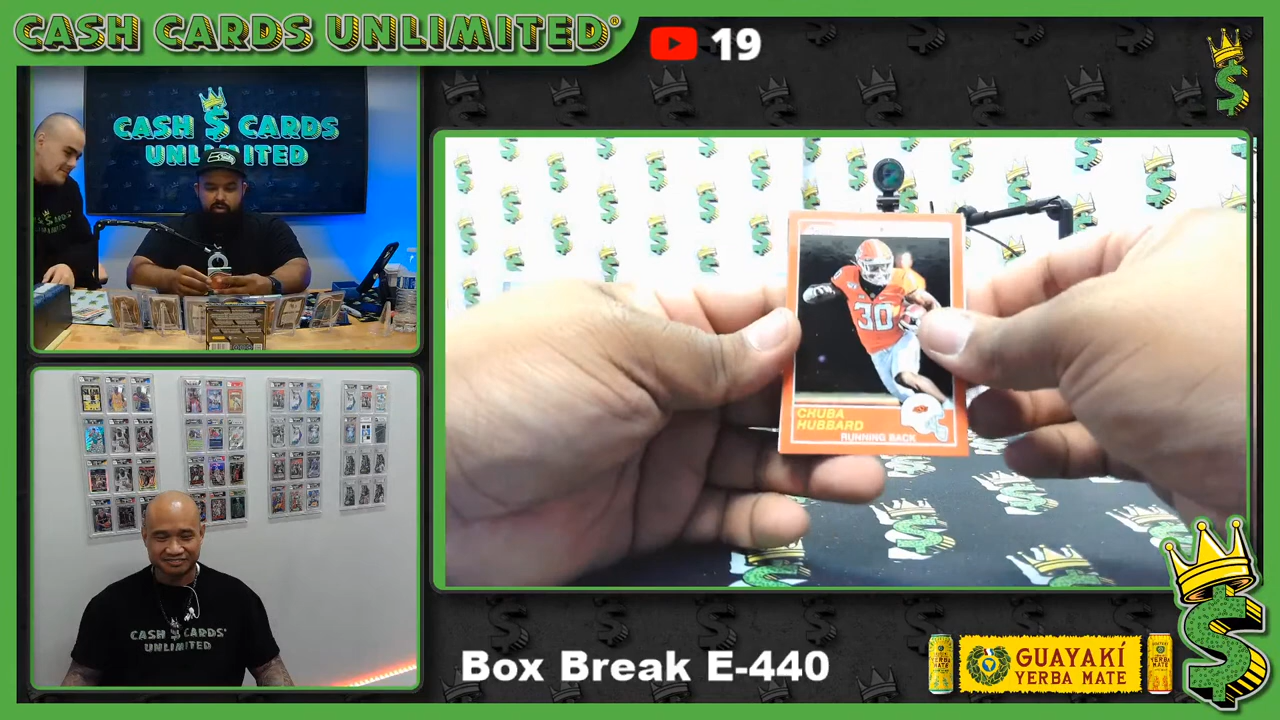 CASH CARDS UNLIMITED®
19
CASH $ CARDS
UNLIMITED
CHUBA
HUBBARD
RUNNING BACK
30
CASH $ CARDS®
UNLIMITED
Box Break E-440
GUAYAKÍ
YERBA MATE